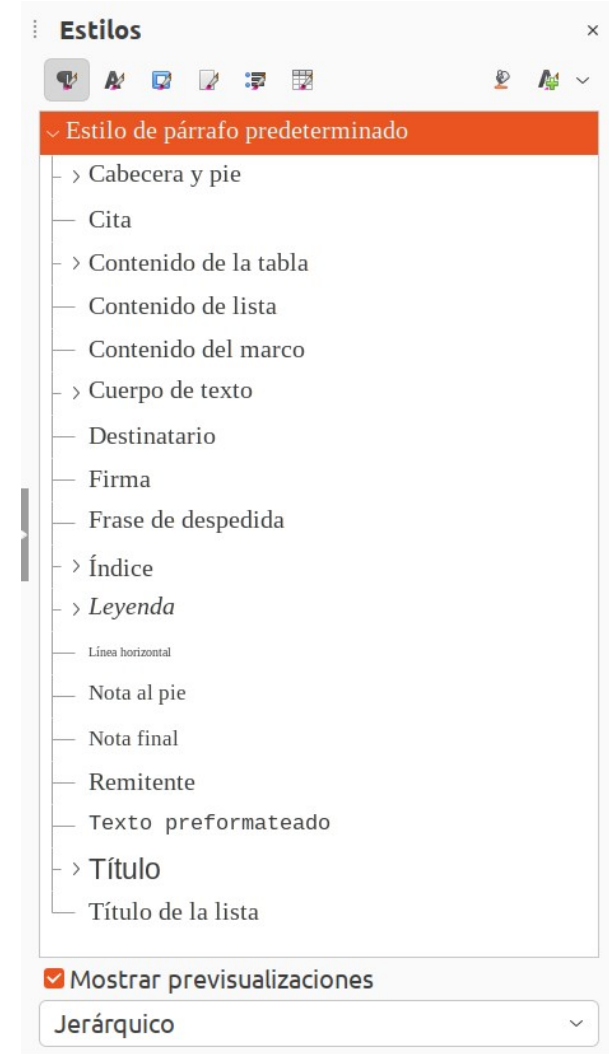 Estilos
Estilo de párrafo predeterminado
Cabecera y pie
Cita
Contenido de la tabla
Contenido de lista
Contenido del marco
Cuerpo de texto
Destinatario
Firma
Frase de despedida
Índice
Leyenda
Línea horizontal
Nota al pie
Nota final
Remitente
Texto preformateado
Título
Título de la lista
Mostrar previsualizaciones
Jerárquico